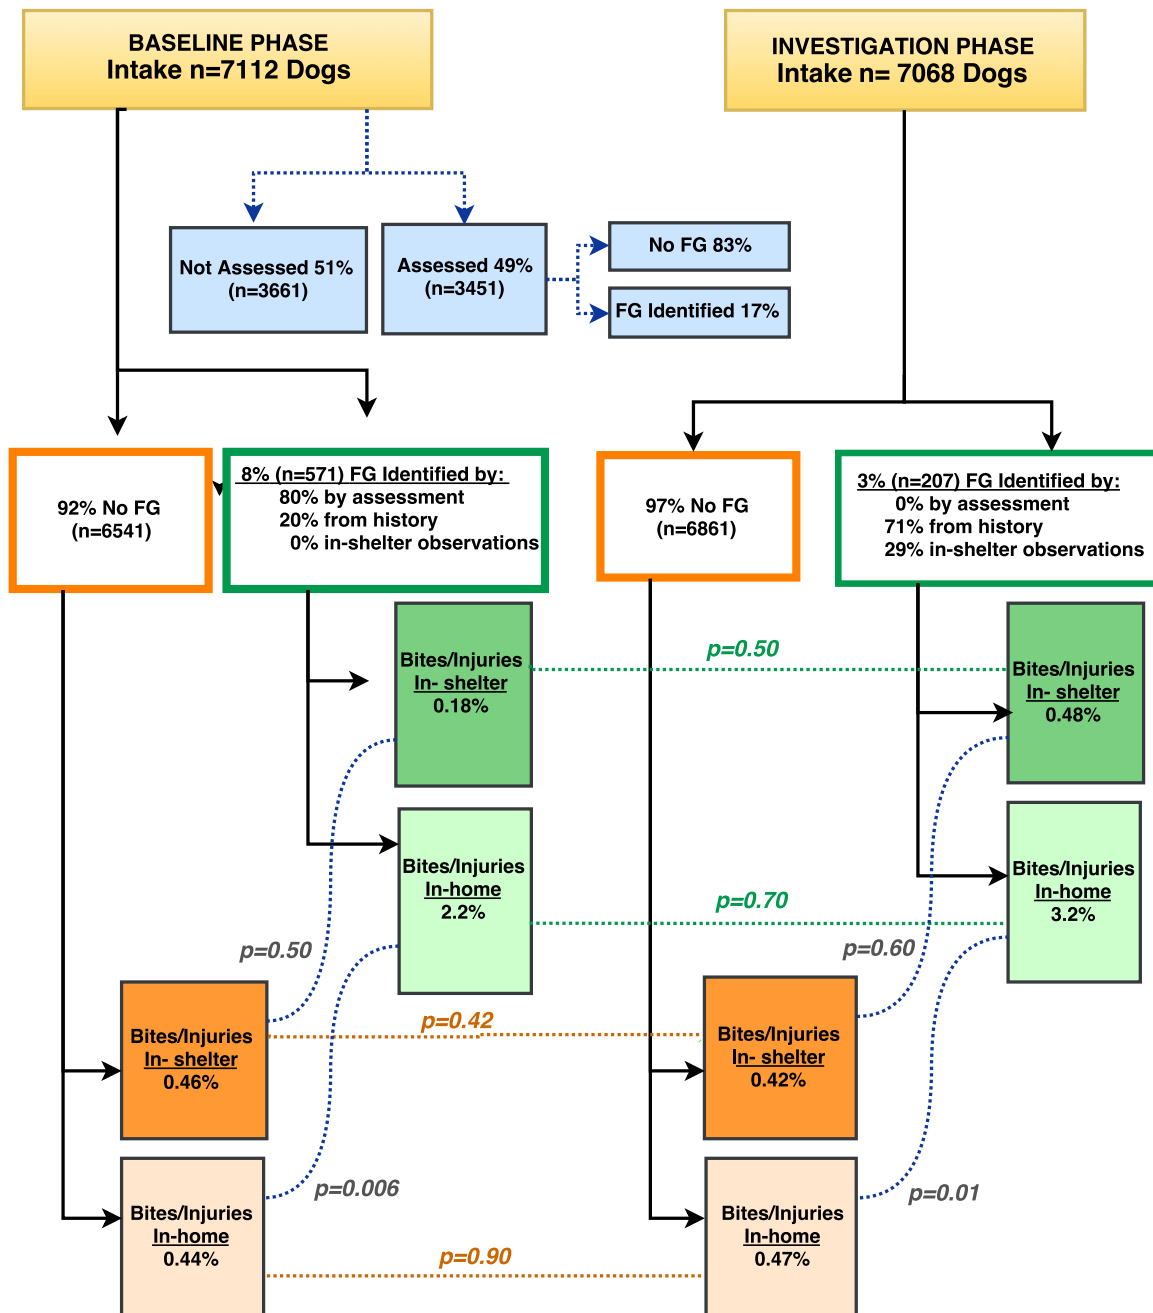 BASELINE PHASE
Intake n=7112 Dogs
INVESTIGATION PHASE
Intake n= 7068 Dogs
Not Assessed 51%
(n=3661)
Assessed 49%
(n=3451)
No FG 83%
FG Identified 17%
92% No FG
(n=6541)
8% (n=571) FG Identified by:
80% by assessment
20% from history
0% in-shelter observations
97% No FG
(n=6861)
3% (n=207) FG Identified by:
0% by assessment
71% from history
29% in-shelter observations
Bites/Injuries
In- shelter
0.18%
p=0.50
Bites/Injuries
In- shelter
0.48%
Bites/Injuries
In-home
2.2%
p=0.70
Bites/Injuries
In-home
3.2%
p=0.50
p=0.60
Bites/Injuries
In- shelter
0.46%
p=0.42
Bites/Injuries
In- shelter
0.42%
p=0.006
p=0.01
Bites/Injuries
In-home
0.44%
p=0.90
Bites/Injuries
In-home
0.47%